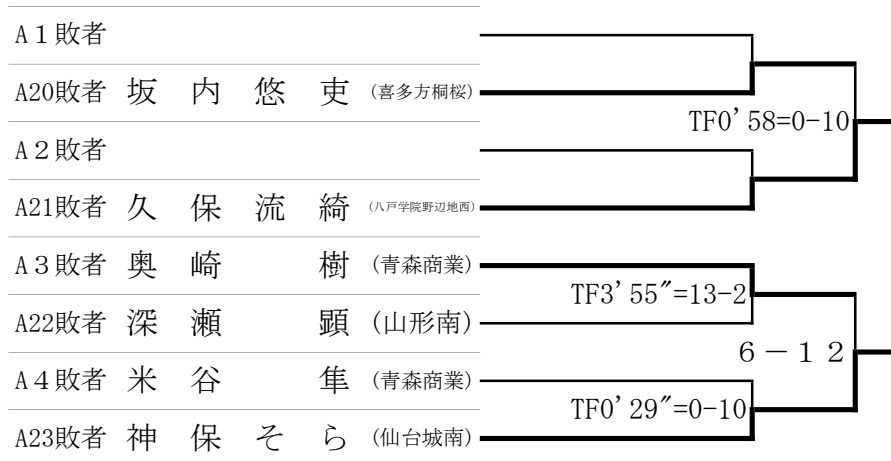 A１敗者
A20敗者 坂 内 悠 吏 (喜多方桐桜)
TF0’58=0-10
A２敗者
A21敗者 久 保 流 綺 (八戸学院野辺地西)
A３敗者 奥 崎 樹 (青森商業)
TF3’55″=13-2
A22敗者 深 瀬 顕 (山形南)
６－１２
A４敗者 米 谷 隼 (青森商業)
TF0’29″=0-10
A23敗者 神 保 そ ら (仙台城南)